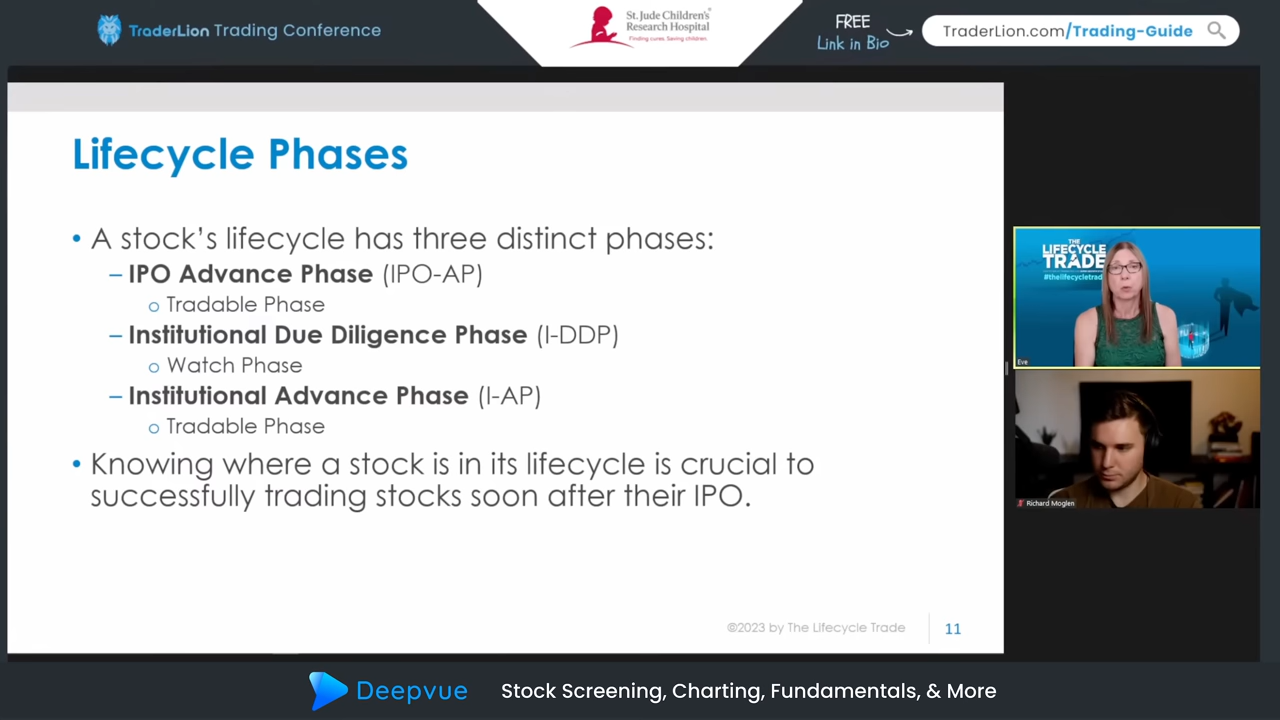 TraderLion Trading Conference
St. Jude Children's
Research Hospital
Finding cures. Saving children.
FREE
Link in Bio
TraderLion.com/Trading-Guide
Lifecycle Phases
• A stock's lifecycle has three distinct phases:
– IPO Advance Phase (IPO-AP)
o Tradable Phase
– Institutional Due Diligence Phase (I-DDP)
o Watch Phase
– Institutional Advance Phase (I-AP)
o Tradable Phase
• Knowing where a stock is in its lifecycle is crucial to
successfully trading stocks soon after their IPO.
©2023 by The Lifecycle Trade
11
THE
LIFECYCLE
TRADE
#thelifecycletrad
Eve
Richard Moglen
Deepvue
Stock Screening, Charting, Fundamentals, & More